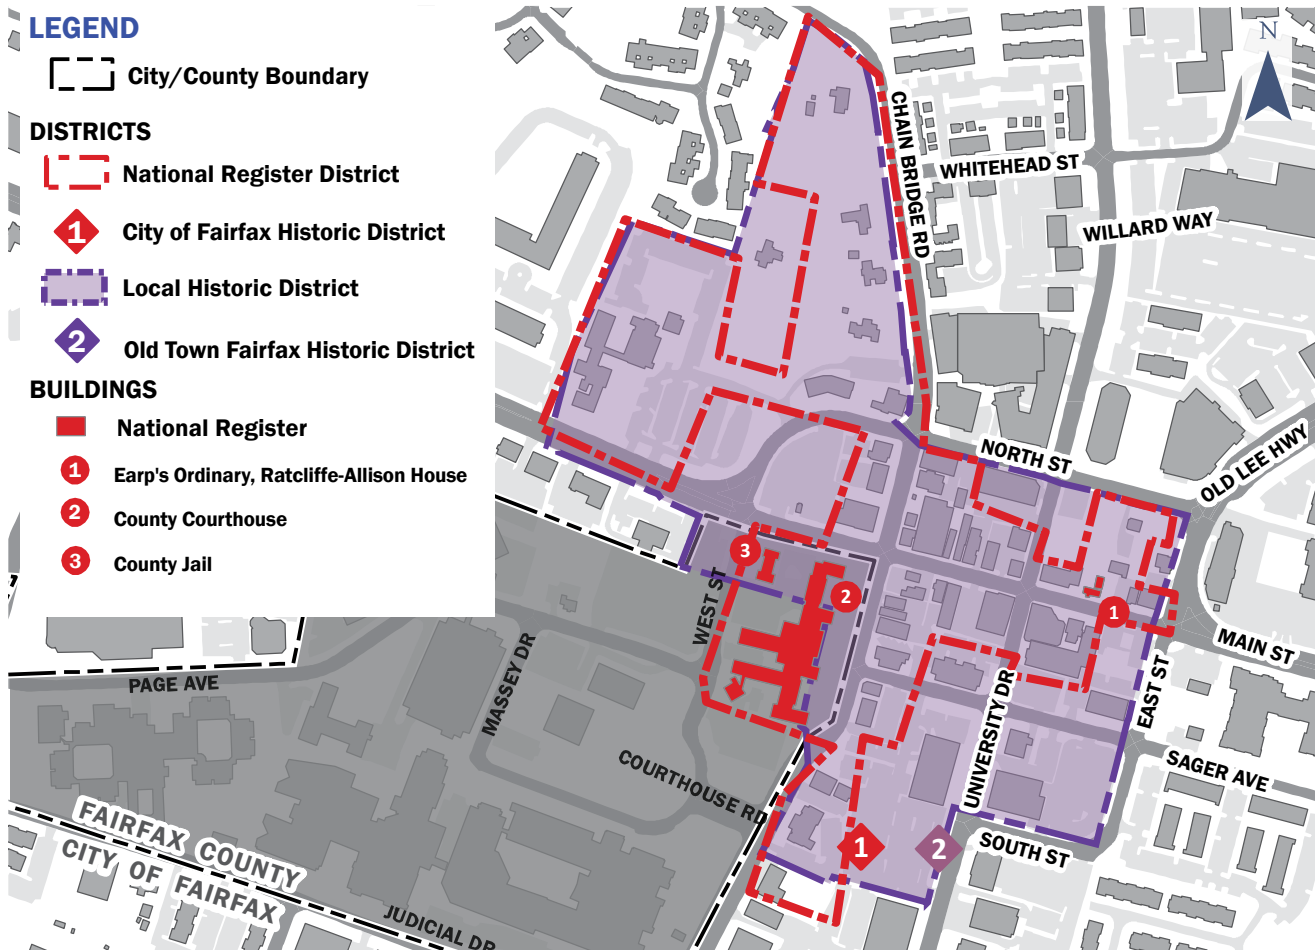 LEGEND
City/County Boundary
DISTRICTS
National Register District
1
City of Fairfax Historic District
Local Historic District
2
Old Town Fairfax Historic District
BUILDINGS
National Register
1
Earp's Ordinary, Ratcliffe-Allison House
2
County Courthouse
3
County Jail
N
CHAIN BRIDGE RD
WHITEHEAD ST
WILLARD WAY
NORTH ST
OLD LEE HWY
3
2
1
WEST ST
MASSEY DR
PAGE AVE
MAIN ST
EAST ST
UNIVERSITY DR
SAGER AVE
COURTHOUSE RD
1
2
SOUTH ST
FAIRFAX COUNTY
CITY OF FAIRFAX
JUDICIAL DR